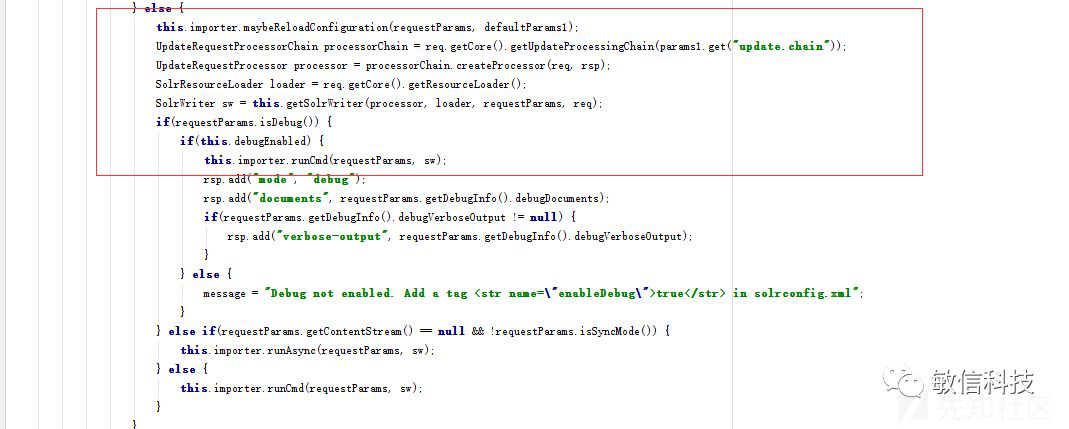 } else {
this.importer.maybeReloadConfiguration(requestParams, defaultParams1);
UpdateRequestProcessorChain processorChain = req.getCore().getUpdateProcessingChain(params1.get("update.chain"));
UpdateRequestProcessor processor = processorChain.createProcessor(req, rsp);
SolrResourceLoader loader = req.getCore().getResourceLoader();
SolrWriter sw = this.getSolrWriter(processor, loader, requestParams, req);
if(requestParams.isDebug()) {
if(this.debugEnabled) {
this.importer.runCmd(requestParams, sw);
rsp.add("mode", "debug");
rsp.add("documents", requestParams.getDebugInfo().debugDocuments);
if(requestParams.getDebugInfo().debugVerboseOutput != null) {
rsp.add("verbose-output", requestParams.getDebugInfo().debugVerboseOutput);
}
} else {
message = "Debug not enabled. Add a tag <str name=\"enableDebug\">true</str> in solrconfig.xml";
}
} else if(requestParams.getContentStream() == null && !requestParams.isSyncMode()) {
this.importer.runAsync(requestParams, sw);
} else {
this.importer.runCmd(requestParams, sw);
}
}
敏信科技
先知社区